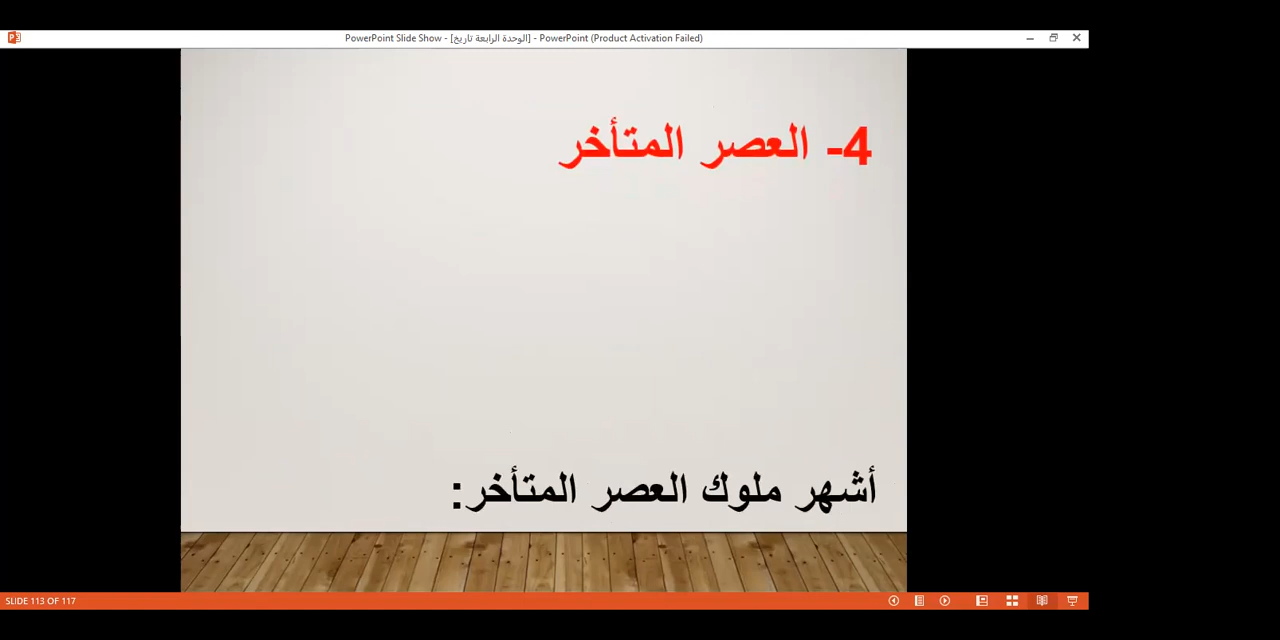 PowerPoint Slide Show - [الوحدة الرابعة تاريخ] - PowerPoint (Product Activation Failed)
4- العصر المتأخر
أشهر ملوك العصر المتأخر:
SLIDE 113 OF 117